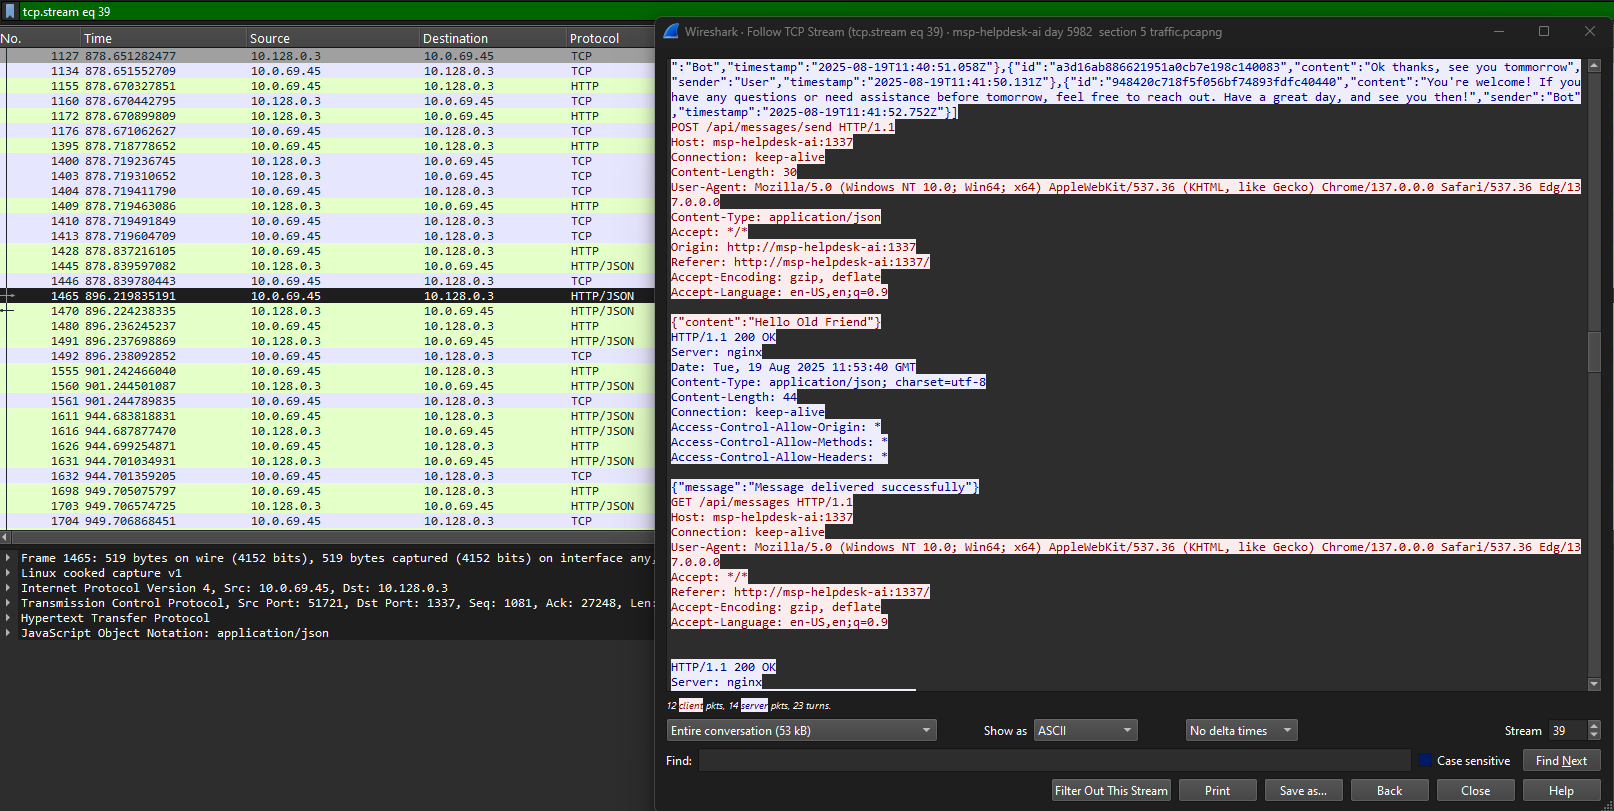 tcp.stream eq 39
No. Time Source Destination Protocol
1127 878.651282477 10.128.0.3 10.0.69.45 TCP
1134 878.651552709 10.128.0.3 10.0.69.45 TCP
1155 878.670327851 10.0.69.45 10.128.0.3 HTTP
1160 878.670442795 10.128.0.3 10.0.69.45 TCP
1172 878.670899809 10.128.0.3 10.0.69.45 HTTP
1176 878.671062627 10.0.69.45 10.128.0.3 TCP
1395 878.718778652 10.0.69.45 10.128.0.3 HTTP
1400 878.719236745 10.128.0.3 10.0.69.45 TCP
1403 878.719310652 10.128.0.3 10.0.69.45 TCP
1404 878.719411790 10.0.69.45 10.128.0.3 TCP
1409 878.719463086 10.128.0.3 10.0.69.45 HTTP
1410 878.719491849 10.0.69.45 10.128.0.3 TCP
1413 878.719604709 10.0.69.45 10.128.0.3 TCP
1428 878.837216105 10.0.69.45 10.128.0.3 HTTP
1445 878.839597082 10.128.0.3 10.0.69.45 HTTP/JSON
1446 878.839780443 10.0.69.45 10.128.0.3 TCP
1465 896.219835191 10.0.69.45 10.128.0.3 HTTP/JSON
1470 896.224238335 10.128.0.3 10.0.69.45 HTTP/JSON
1480 896.236245237 10.0.69.45 10.128.0.3 HTTP
1491 896.237698869 10.128.0.3 10.0.69.45 HTTP/JSON
1492 896.238092852 10.0.69.45 10.128.0.3 TCP
1555 901.242466040 10.0.69.45 10.128.0.3 HTTP
1560 901.244501087 10.128.0.3 10.0.69.45 HTTP/JSON
1561 901.244789835 10.0.69.45 10.128.0.3 TCP
1611 944.683818831 10.0.69.45 10.128.0.3 HTTP/JSON
1616 944.687877470 10.128.0.3 10.0.69.45 HTTP/JSON
1626 944.699254871 10.0.69.45 10.128.0.3 HTTP
1631 944.701034931 10.128.0.3 10.0.69.45 HTTP/JSON
1632 944.701359205 10.0.69.45 10.128.0.3 TCP
1698 949.705075797 10.0.69.45 10.128.0.3 HTTP
1703 949.706574725 10.128.0.3 10.0.69.45 HTTP/JSON
1704 949.706868451 10.0.69.45 10.128.0.3 TCP
Frame 1465: 519 bytes on wire (4152 bits), 519 bytes captured (4152 bits) on interface any,
Linux cooked capture v1
Internet Protocol Version 4, Src: 10.0.69.45, Dst: 10.128.0.3
Transmission Control Protocol, Src Port: 51721, Dst Port: 1337, Seq: 1081, Ack: 27248, Len:
Hypertext Transfer Protocol
JavaScript Object Notation: application/json
Wireshark · Follow TCP Stream (tcp.stream eq 39) · msp-helpdesk-ai day 5982 section 5 traffic.pcapng
":"Bot","timestamp":"2025-08-19T11:40:51.058Z"},{"id":"a3d16ab886621951a0cb7e198c140083","content":"Ok thanks, see you tommorrow",
"sender":"User","timestamp":"2025-08-19T11:41:50.131Z"},{"id":"948420c718f5f056bf74893fdfc40440","content":"You're welcome! If you
have any questions or need assistance before tomorrow, feel free to reach out. Have a great day, and see you then!","sender":"Bot"
,"timestamp":"2025-08-19T11:41:52.752Z"}]
POST /api/messages/send HTTP/1.1
Host: msp-helpdesk-ai:1337
Connection: keep-alive
Content-Length: 30
User-Agent: Mozilla/5.0 (Windows NT 10.0; Win64; x64) AppleWebKit/537.36 (KHTML, like Gecko) Chrome/137.0.0.0 Safari/537.36 Edg/13
7.0.0.0
Content-Type: application/json
Accept: */*
Origin: http://msp-helpdesk-ai:1337
Referer: http://msp-helpdesk-ai:1337/
Accept-Encoding: gzip, deflate
Accept-Language: en-US,en;q=0.9
{"content":"Hello Old Friend"}
HTTP/1.1 200 OK
Server: nginx
Date: Tue, 19 Aug 2025 11:53:40 GMT
Content-Type: application/json; charset=utf-8
Content-Length: 44
Connection: keep-alive
Access-Control-Allow-Origin: *
Access-Control-Allow-Methods: *
Access-Control-Allow-Headers: *
{"message":"Message delivered successfully"}
GET /api/messages HTTP/1.1
Host: msp-helpdesk-ai:1337
Connection: keep-alive
User-Agent: Mozilla/5.0 (Windows NT 10.0; Win64; x64) AppleWebKit/537.36 (KHTML, like Gecko) Chrome/137.0.0.0 Safari/537.36 Edg/13
7.0.0.0
Accept: */*
Referer: http://msp-helpdesk-ai:1337/
Accept-Encoding: gzip, deflate
Accept-Language: en-US,en;q=0.9
HTTP/1.1 200 OK
Server: nginx
12 client pkts, 14 server pkts, 23 turns.
Entire conversation (53 kB) Show as ASCII No delta times Stream 39
Find: Case sensitive Find Next
Filter Out This Stream Print Save as... Back Close Help